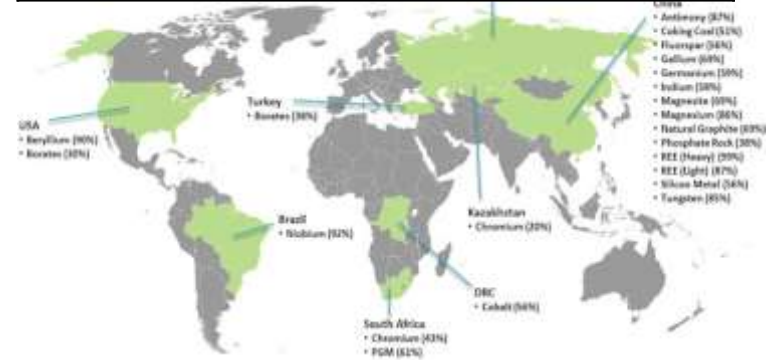 China
• Antimony (87%)
• Coking Coal (51%)
• Fluorspar (56%)
• Gallium (69%)
• Germanium (59%)
• Indium (58%)
• Magnesite (69%)
• Magnesium (86%)
• Natural Graphite (69%)
• Phosphate Rock (38%)
• REE (Heavy) (99%)
• REE (Light) (87%)
• Silicon Metal (56%)
• Tungsten (85%)
Turkey
• Borates (38%)
USA
• Beryllium (90%)
• Borates (30%)
Brazil
• Niobium (92%)
Kazakhstan
• Chromium (20%)
DRC
• Cobalt (56%)
South Africa
• Chromium (43%)
• PGM (61%)